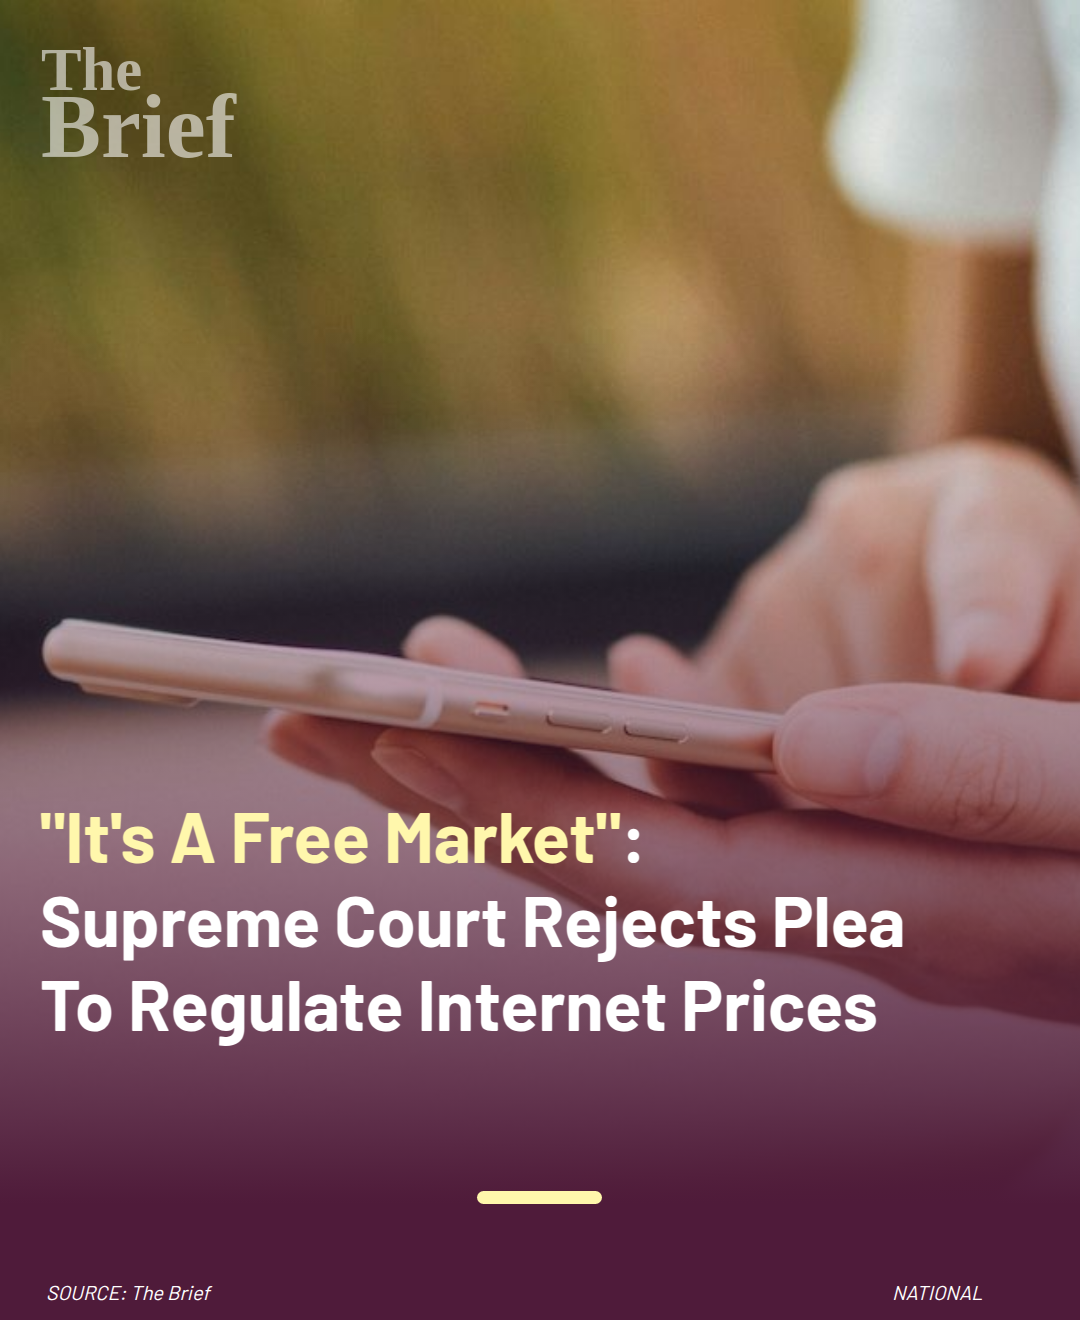 The
Brief
"It's A Free Market":
Supreme Court Rejects Plea
To Regulate Internet Prices
SOURCE: The Brief
NATIONAL